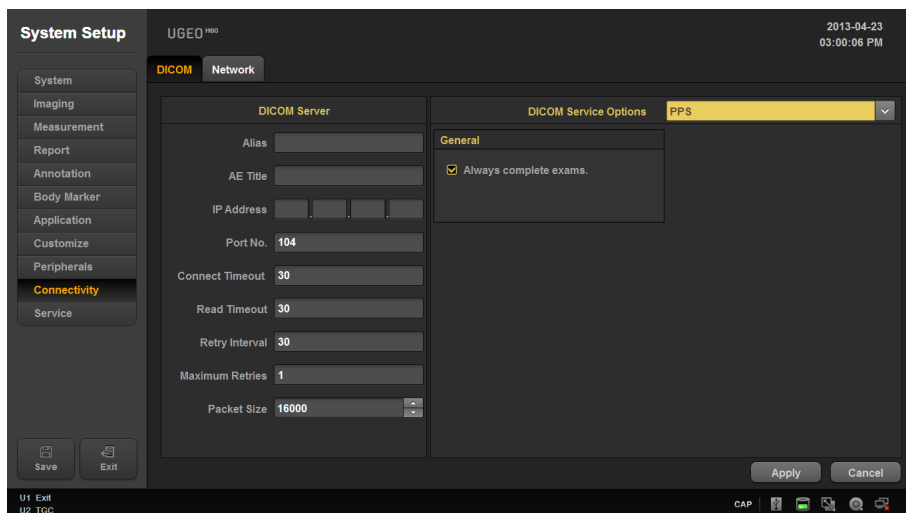 System Setup
UGEO H60
2013-04-23
03:00:06 PM
DICOM
Network
System
Imaging
Measurement
Report
Annotation
Body Marker
Application
Customize
Peripherals
Connectivity
Service
DICOM Server
Alias
AE Title
IP Address . . .
Port No. 104
Connect Timeout 30
Read Timeout 30
Retry Interval 30
Maximum Retries 1
Packet Size 16000
DICOM Service Options PPS
General
Always complete exams.
Save
Exit
Apply
Cancel
U1 Exit
U2 TGC
CAP